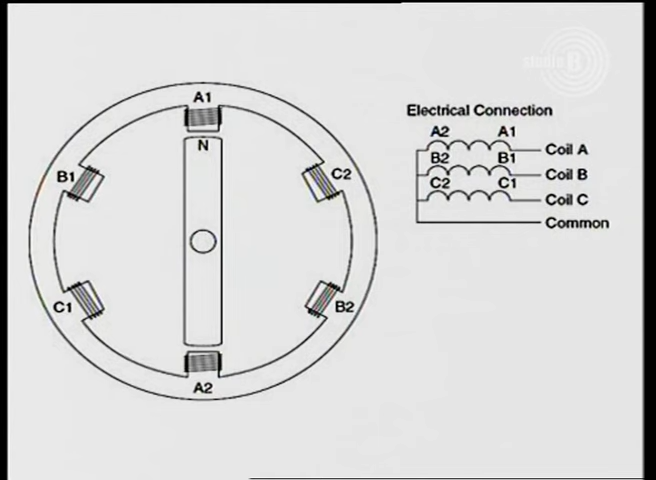 studio B
A1
N
B1
C2
C1
B2
A2
Electrical Connection
A2 A1
Coil A
B2 B1
Coil B
C2 C1
Coil C
Common